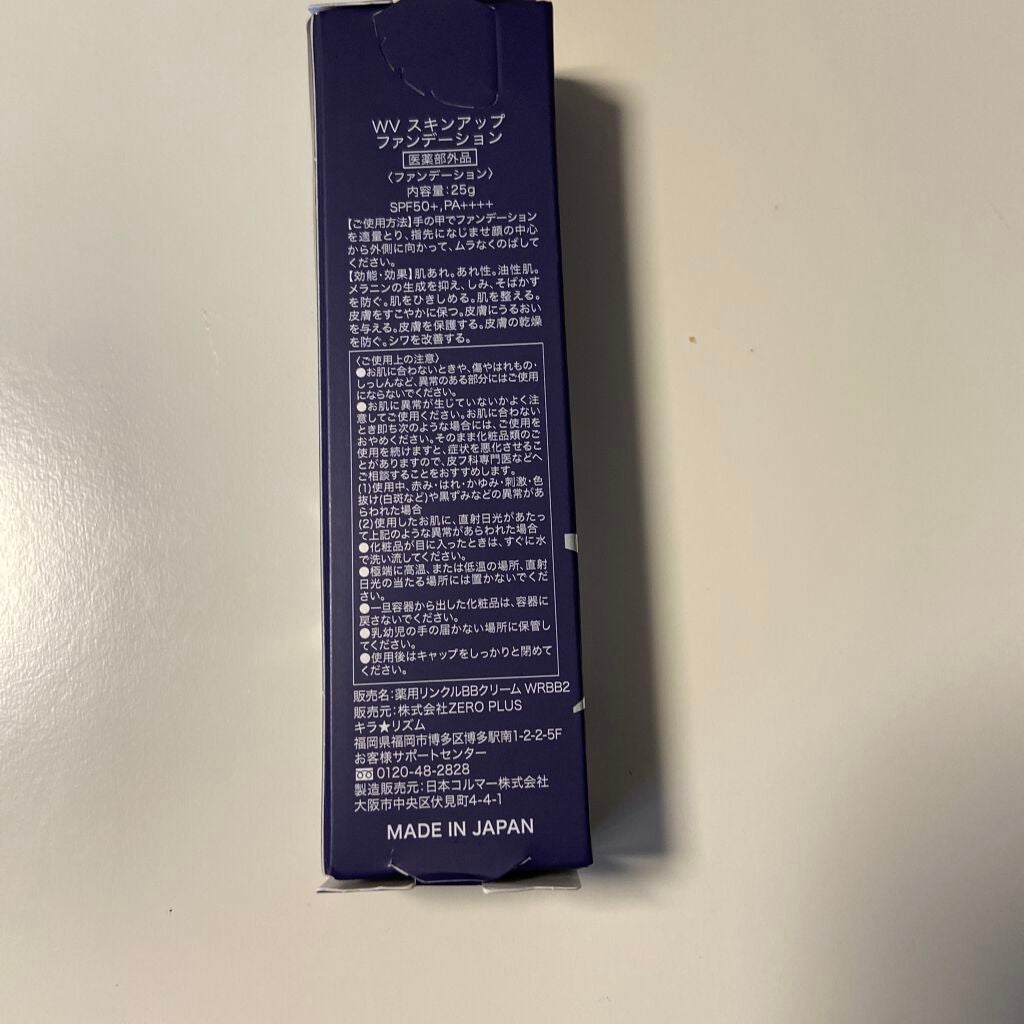 WV スキンアップ
ファンデーション
医薬部外品
〈ファンデーション〉
内容量:25g
SPF50+,PA++++
【ご使用方法】手の甲でファンデーション
を適量とり、指先になじませ顔の中心
から外側に向かって、ムラなくのばして
ください。
【効能・効果】肌あれ。あれ性。油性肌。
メラニンの生成を抑え、しみ、そばかす
を防ぐ。肌をひきしめる。肌を整える。
皮膚をすこやかに保つ。皮膚にうるおい
を与える。皮膚を保護する。皮膚の乾燥
を防ぐ。シワを改善する。
〈ご使用上の注意〉
●お肌に合わないときや、傷やはれもの・
しっしんなど、異常のある部分にはご使用
にならないでください。
●お肌に異常が生じていないかよく注
意してご使用ください。お肌に合わない
とき即ち次のような場合には、ご使用を
おやめください。そのまま化粧品類のご
使用を続けますと、症状を悪化させるこ
とがありますので、皮フ科専門医などへ
ご相談することをおすすめします。
(1)使用中、赤み・はれ・かゆみ・刺激・色
抜け(白斑など)や黒ずみなどの異常があ
らわれた場合
(2)使用したお肌に、直射日光があたっ
て上記のような異常があらわれた場合
●化粧品が目に入ったときは、すぐに水
で洗い流してください。
●極端に高温、または低温の場所、直射
日光の当たる場所には置かないでくだ
さい。
●一旦容器から出した化粧品は、容器に
戻さないでください。
●乳幼児の手の届かない場所に保管し
てください。
●使用後はキャップをしっかりと閉めて
ください。
販売名:薬用リンクルBBクリーム WRBB2
販売元:株式会社ZERO PLUS
キラ★リズム
福岡県福岡市博多区博多駅南1-2-2-5F
お客様サポートセンター
0120-48-2828
製造販売元:日本コルマー株式会社
大阪市中央区伏見町4-4-1
MADE IN JAPAN